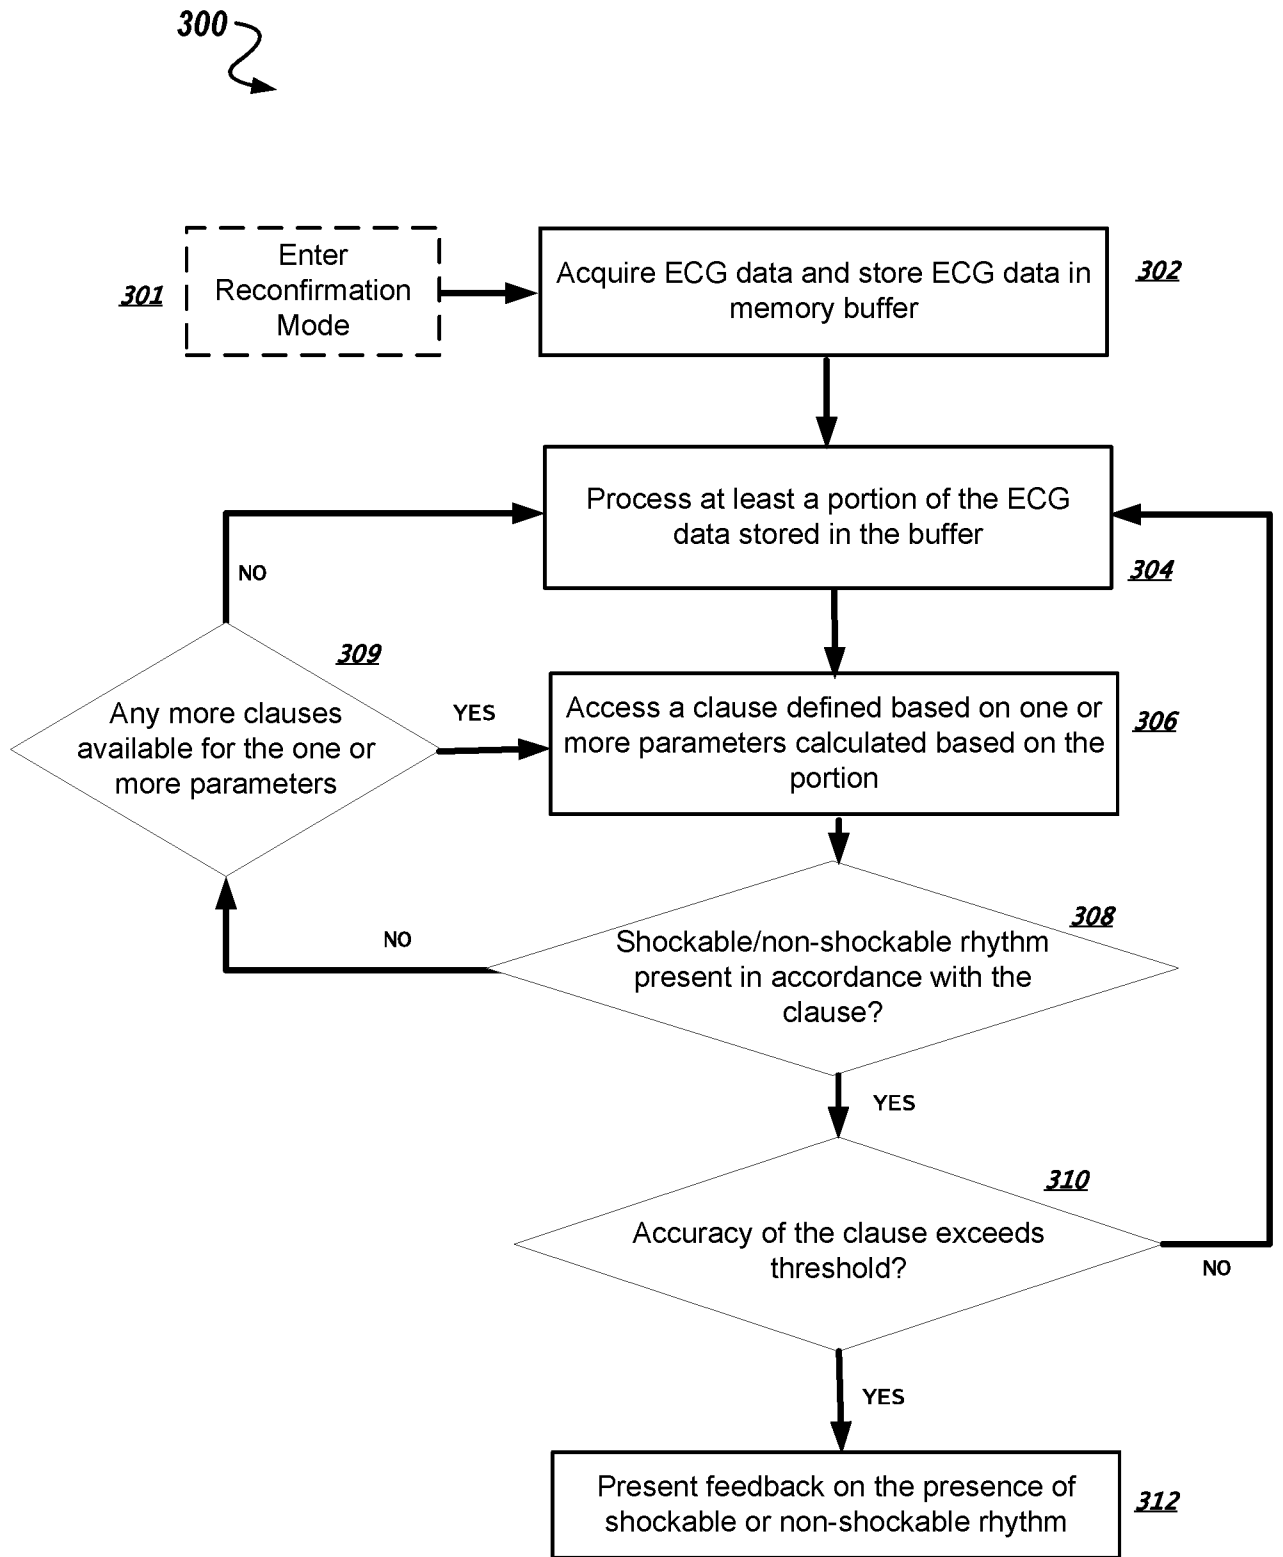 300
301
Enter
Reconfirmation
Mode
Acquire ECG data and store ECG data in
memory buffer
302
Process at least a portion of the ECG
data stored in the buffer
304
NO
309
Any more clauses
available for the one or
more parameters
YES
Access a clause defined based on one or
more parameters calculated based on the
portion
306
308
Shockable/non-shockable rhythm
present in accordance with the
clause?
NO
YES
310
Accuracy of the clause exceeds
threshold?
NO
YES
Present feedback on the presence of
shockable or non-shockable rhythm
312